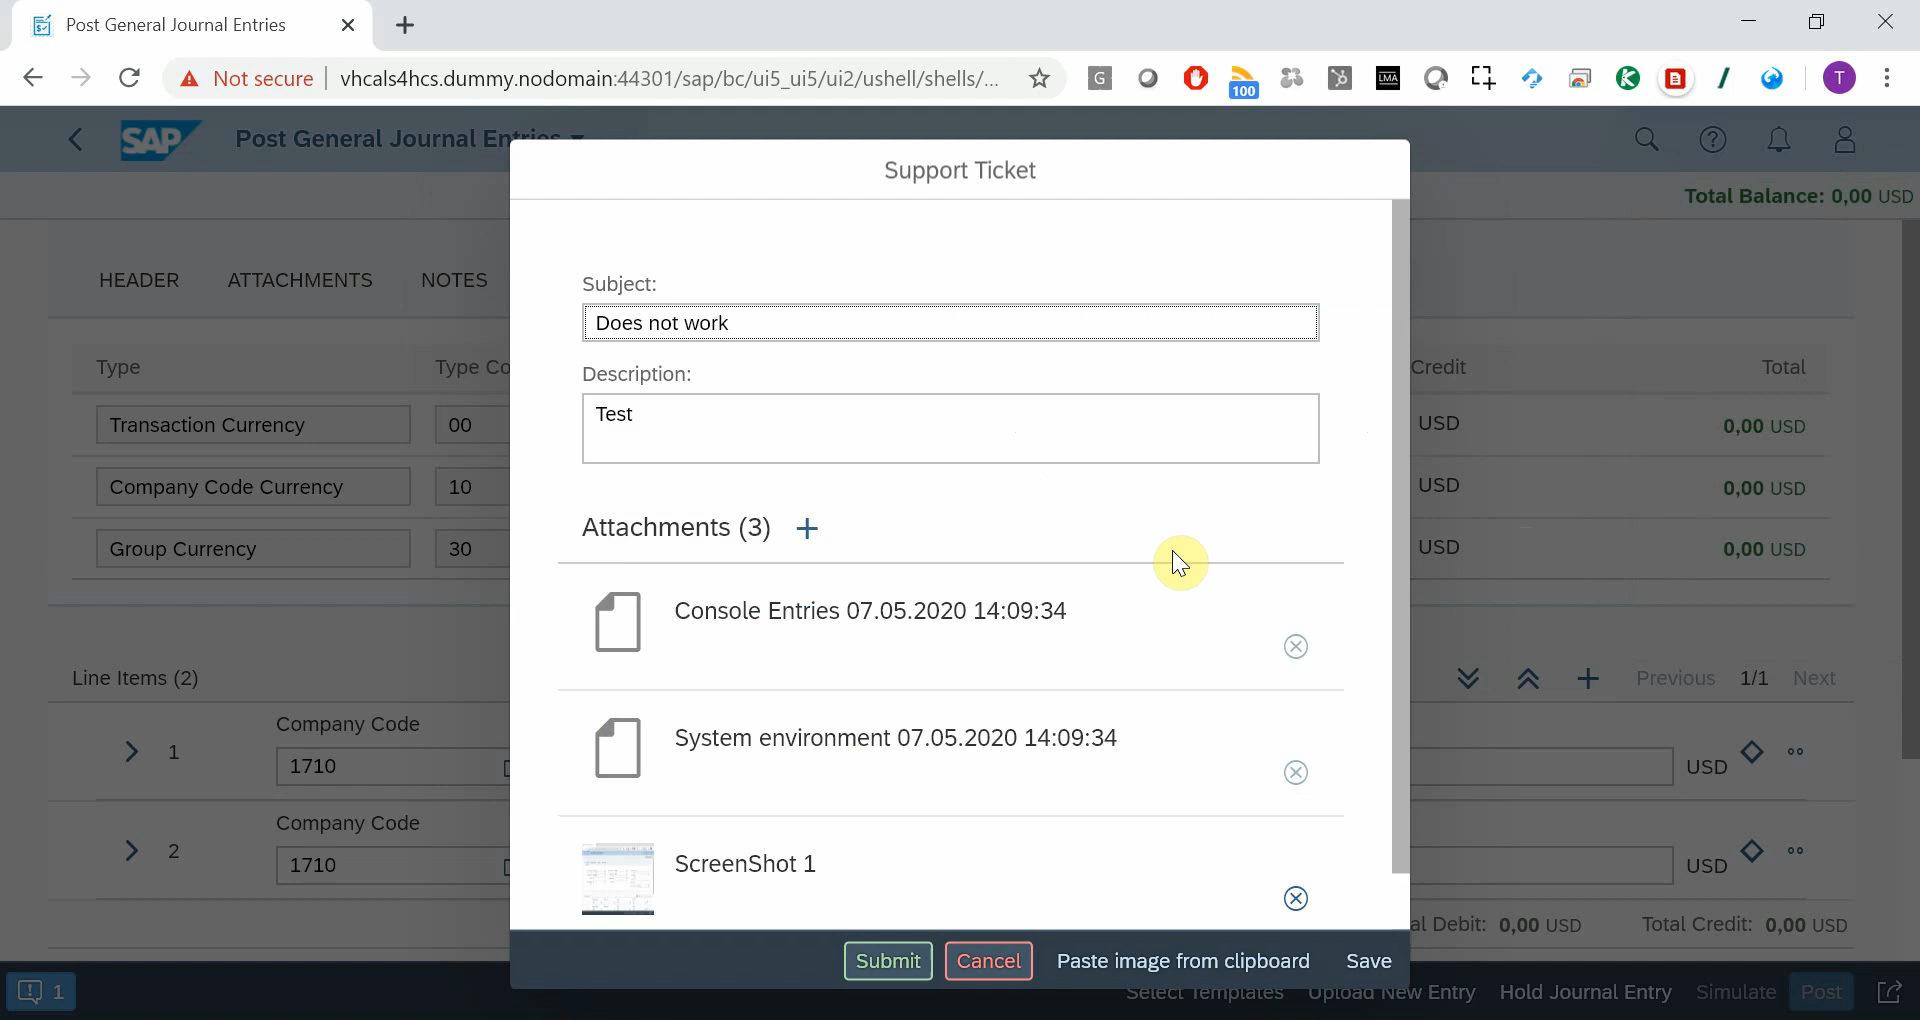 Post General Journal Entries
Not secure
vhcals4hcs.dummy.nodomain:44301/sap/bc/ui5_ui5/ui2/ushell/shells/...
G
100
LMA
T
SAP
Post General Journal Entries
Support Ticket
Total Balance: 0,00 USD
HEADER
ATTACHMENTS
NOTES
Subject:
Does not work
Description:
Test
Type
Type Co
Credit
Total
Transaction Currency
00
USD
0,00 USD
Company Code Currency
10
USD
0,00 USD
Group Currency
30
USD
0,00 USD
Attachments (3)
Console Entries 07.05.2020 14:09:34
System environment 07.05.2020 14:09:34
ScreenShot 1
Line Items (2)
Previous 1/1 Next
Company Code
1
1710
USD
Company Code
2
1710
USD
al Debit: 0,00 USD
Total Credit: 0,00 USD
Submit
Cancel
Paste image from clipboard
Save
1
Select Templates
Upload New Entry
Hold Journal Entry
Simulate
Post